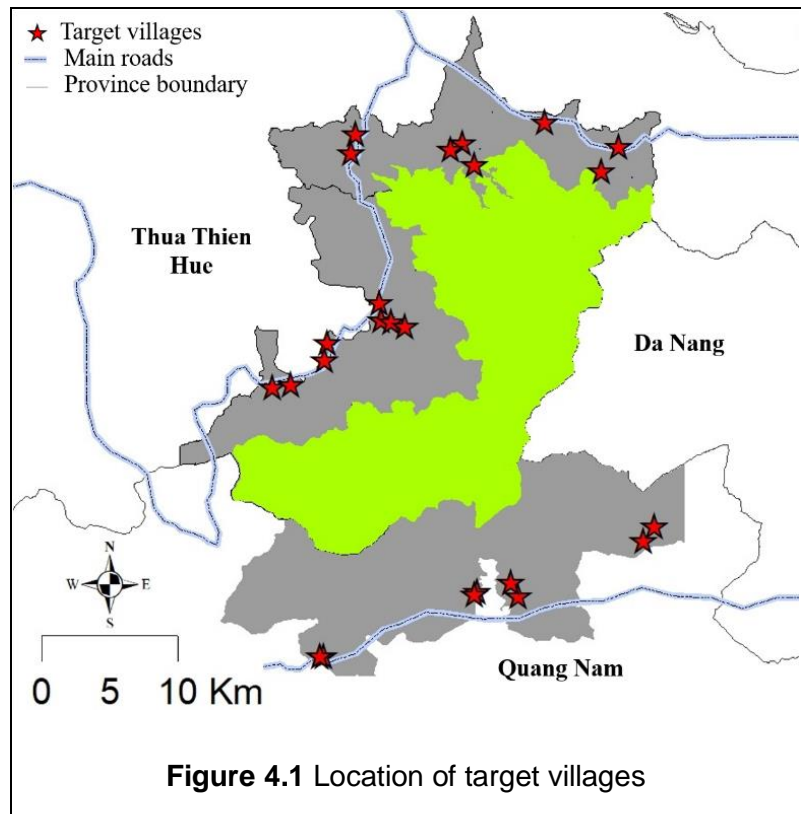 Target villages
Main roads
Province boundary
Thua Thien
Hue
Da Nang
N
W E
S
0 5 10 Km
Quang Nam
Figure 4.1 Location of target villages